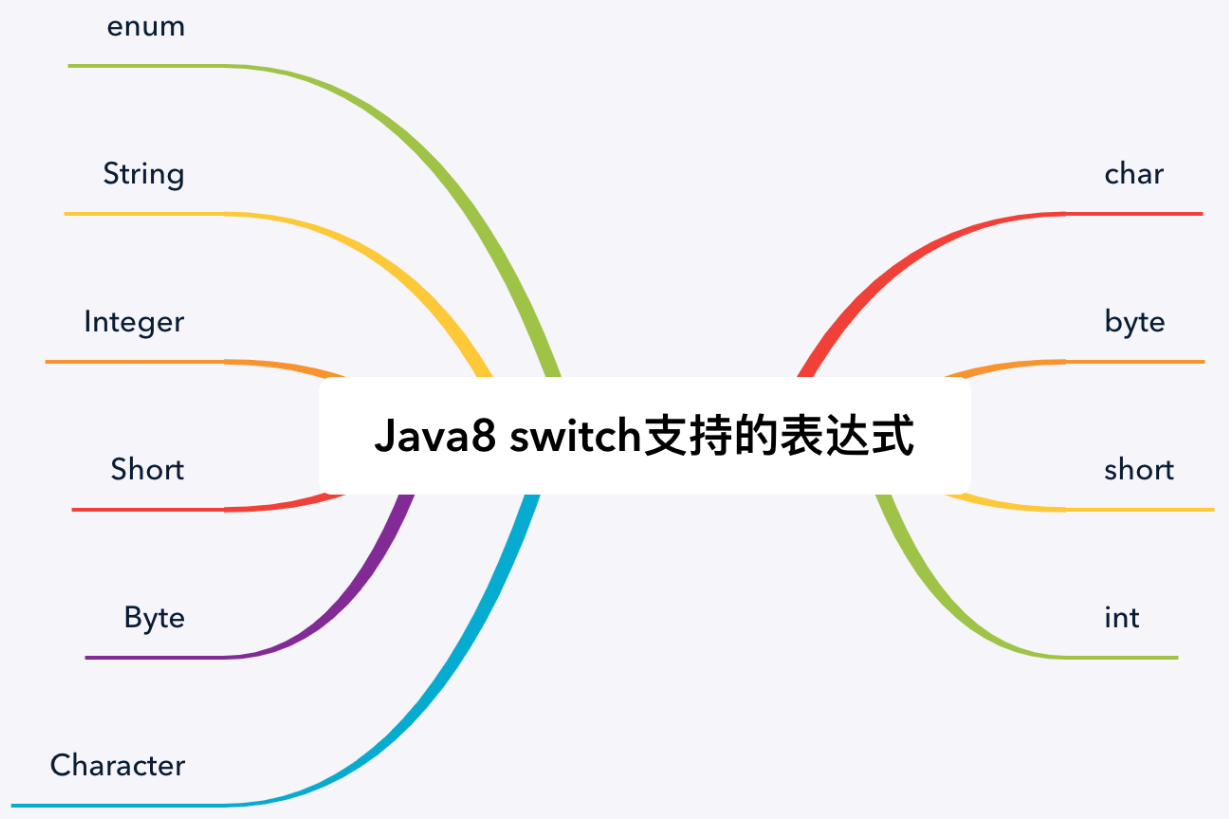 enum
String
Integer
Short
Byte
Character
Java8 switch支持的表达式
char
byte
short
int